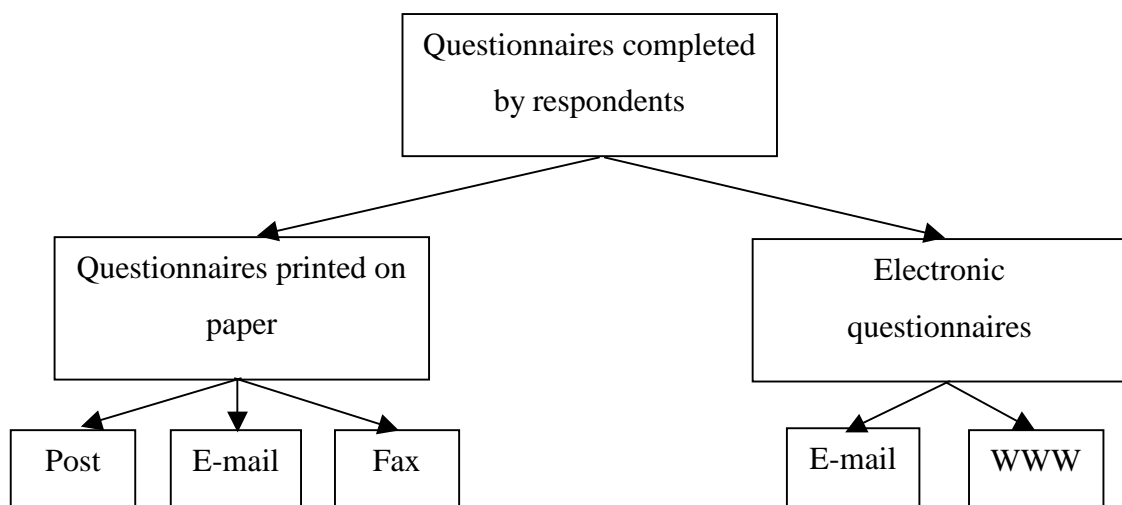 Questionnaires completed
by respondents
Questionnaires printed on
paper
Electronic
questionnaires
Post
E-mail
Fax
E-mail
WWW